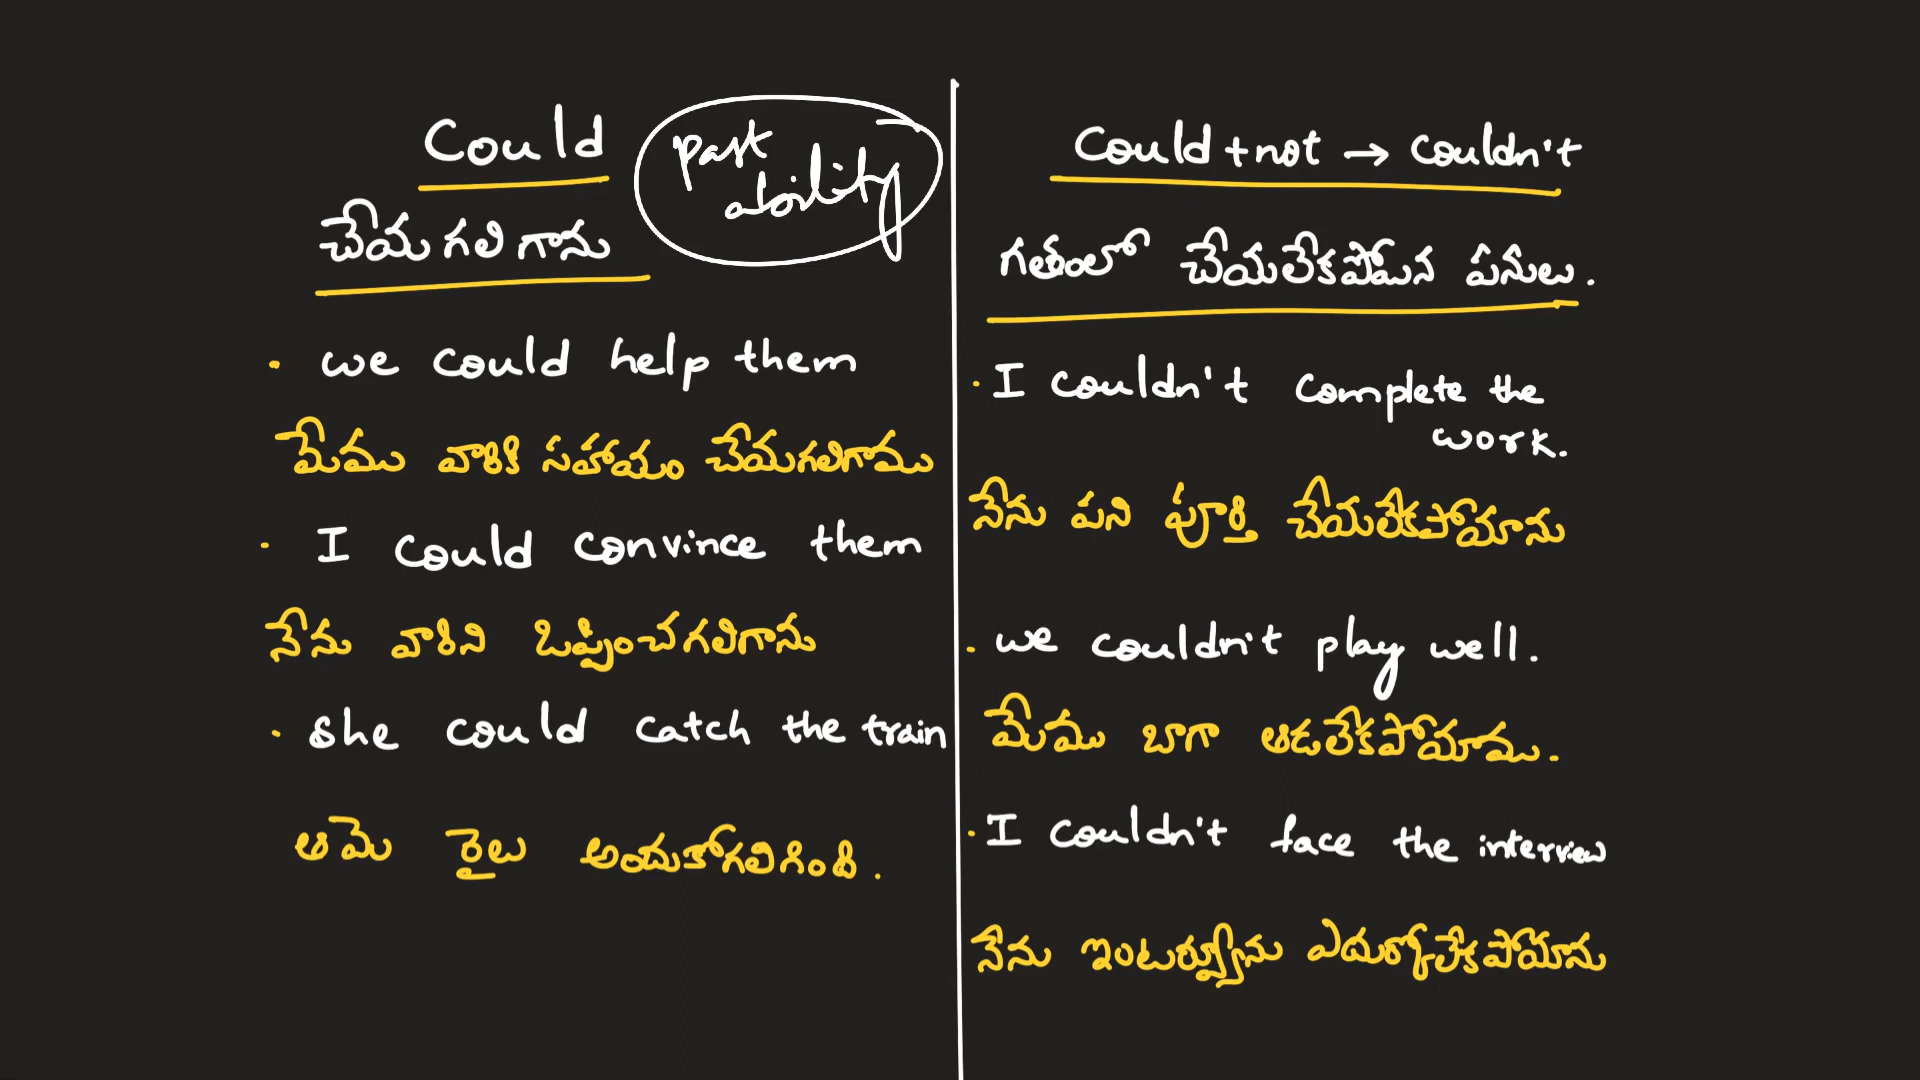 Could
past
ability
చేయగలిగాను
• we could help them
మేము వారికి సహాయం చేయగలిగాము
• I could convince them
నేను వారిని ఒప్పించగలిగాను
• she could catch the train
ఆమె రైలు అందుకోగలిగింది.
Could + not → couldn't
గతంలో చేయలేకపోయిన పనులు.
• I couldn't complete the
work.
నేను పని పూర్తి చేయలేకపోయాను
• we couldn't play well.
మేము బాగా ఆడలేకపోయాము.
• I couldn't face the interview
నేను ఇంటర్వ్యూను ఎదుర్కోలేకపోయాను